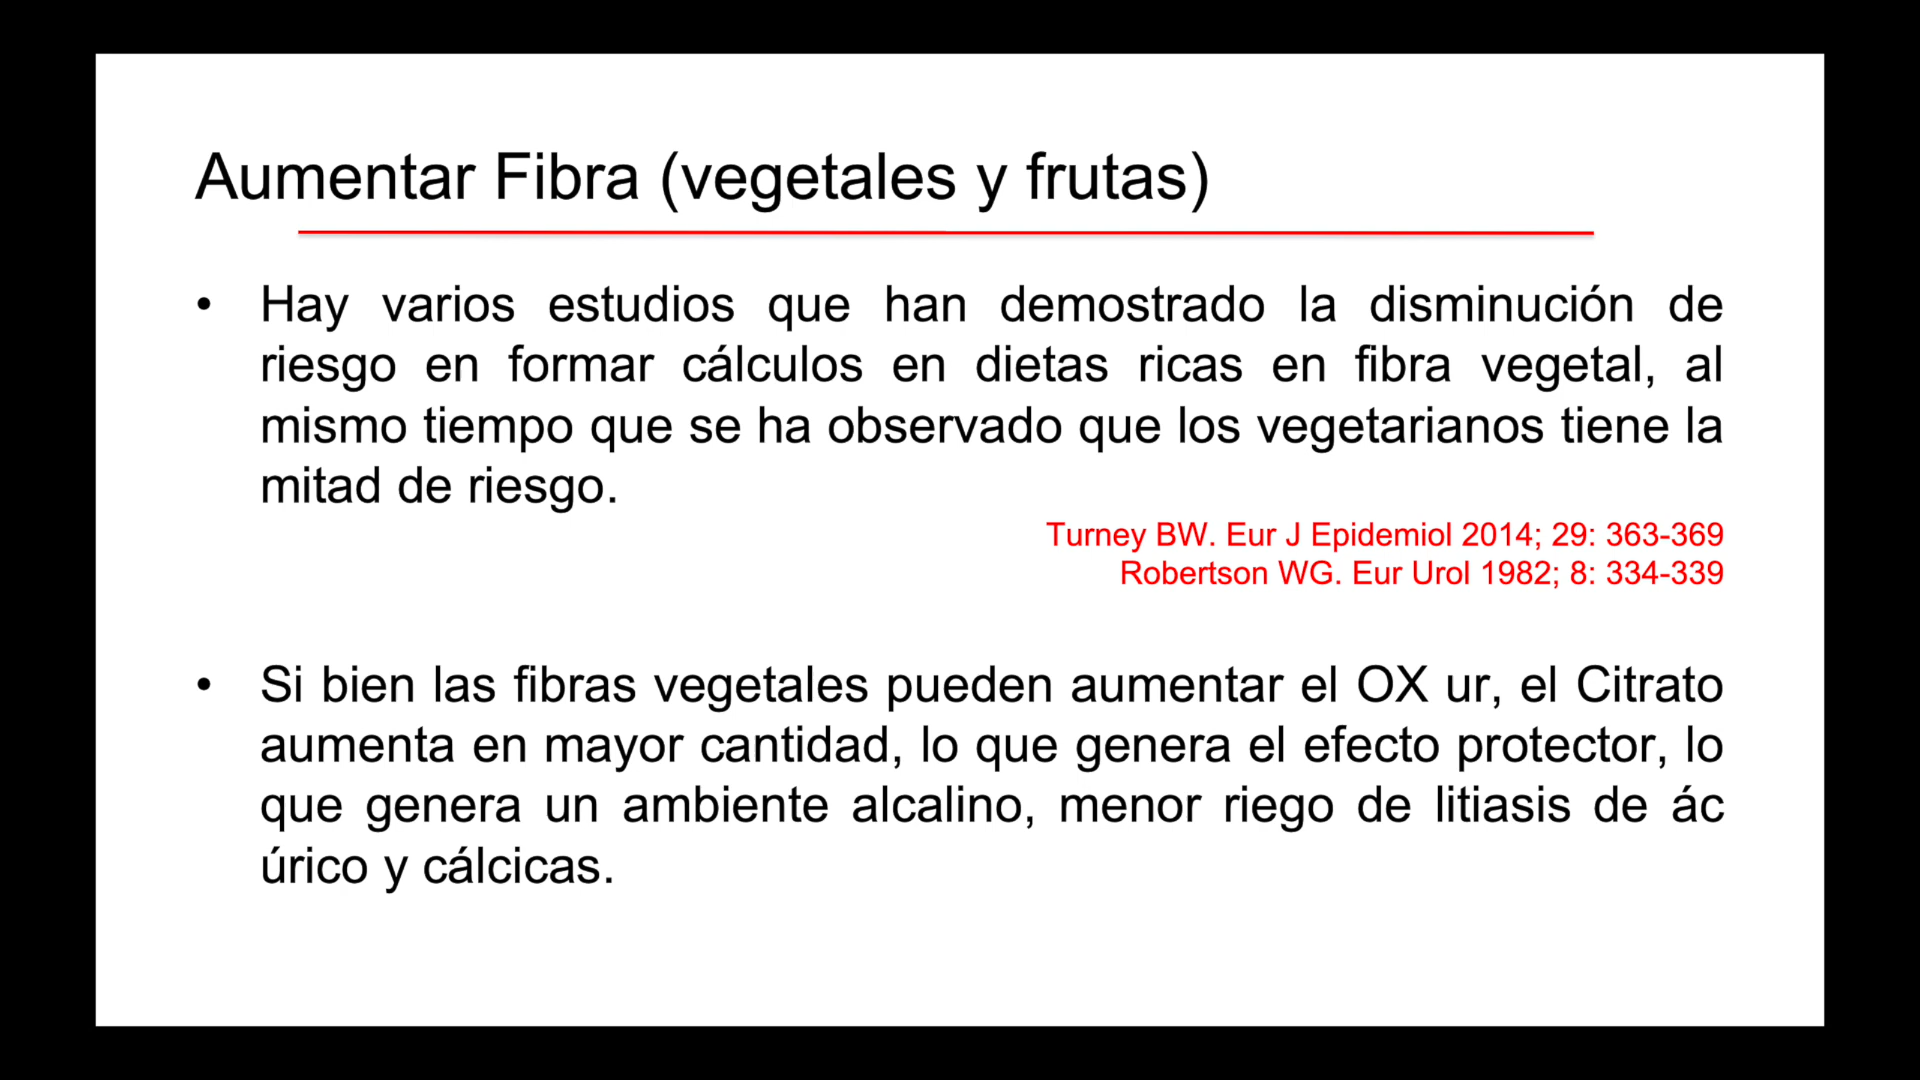 Aumentar Fibra (vegetales y frutas)
• Hay varios estudios que han demostrado la disminución de
riesgo en formar cálculos en dietas ricas en fibra vegetal, al
mismo tiempo que se ha observado que los vegetarianos tiene la
mitad de riesgo.
Turney BW. Eur J Epidemiol 2014; 29: 363-369
Robertson WG. Eur Urol 1982; 8: 334-339
• Si bien las fibras vegetales pueden aumentar el OX ur, el Citrato
aumenta en mayor cantidad, lo que genera el efecto protector, lo
que genera un ambiente alcalino, menor riego de litiasis de ác
úrico y cálcicas.